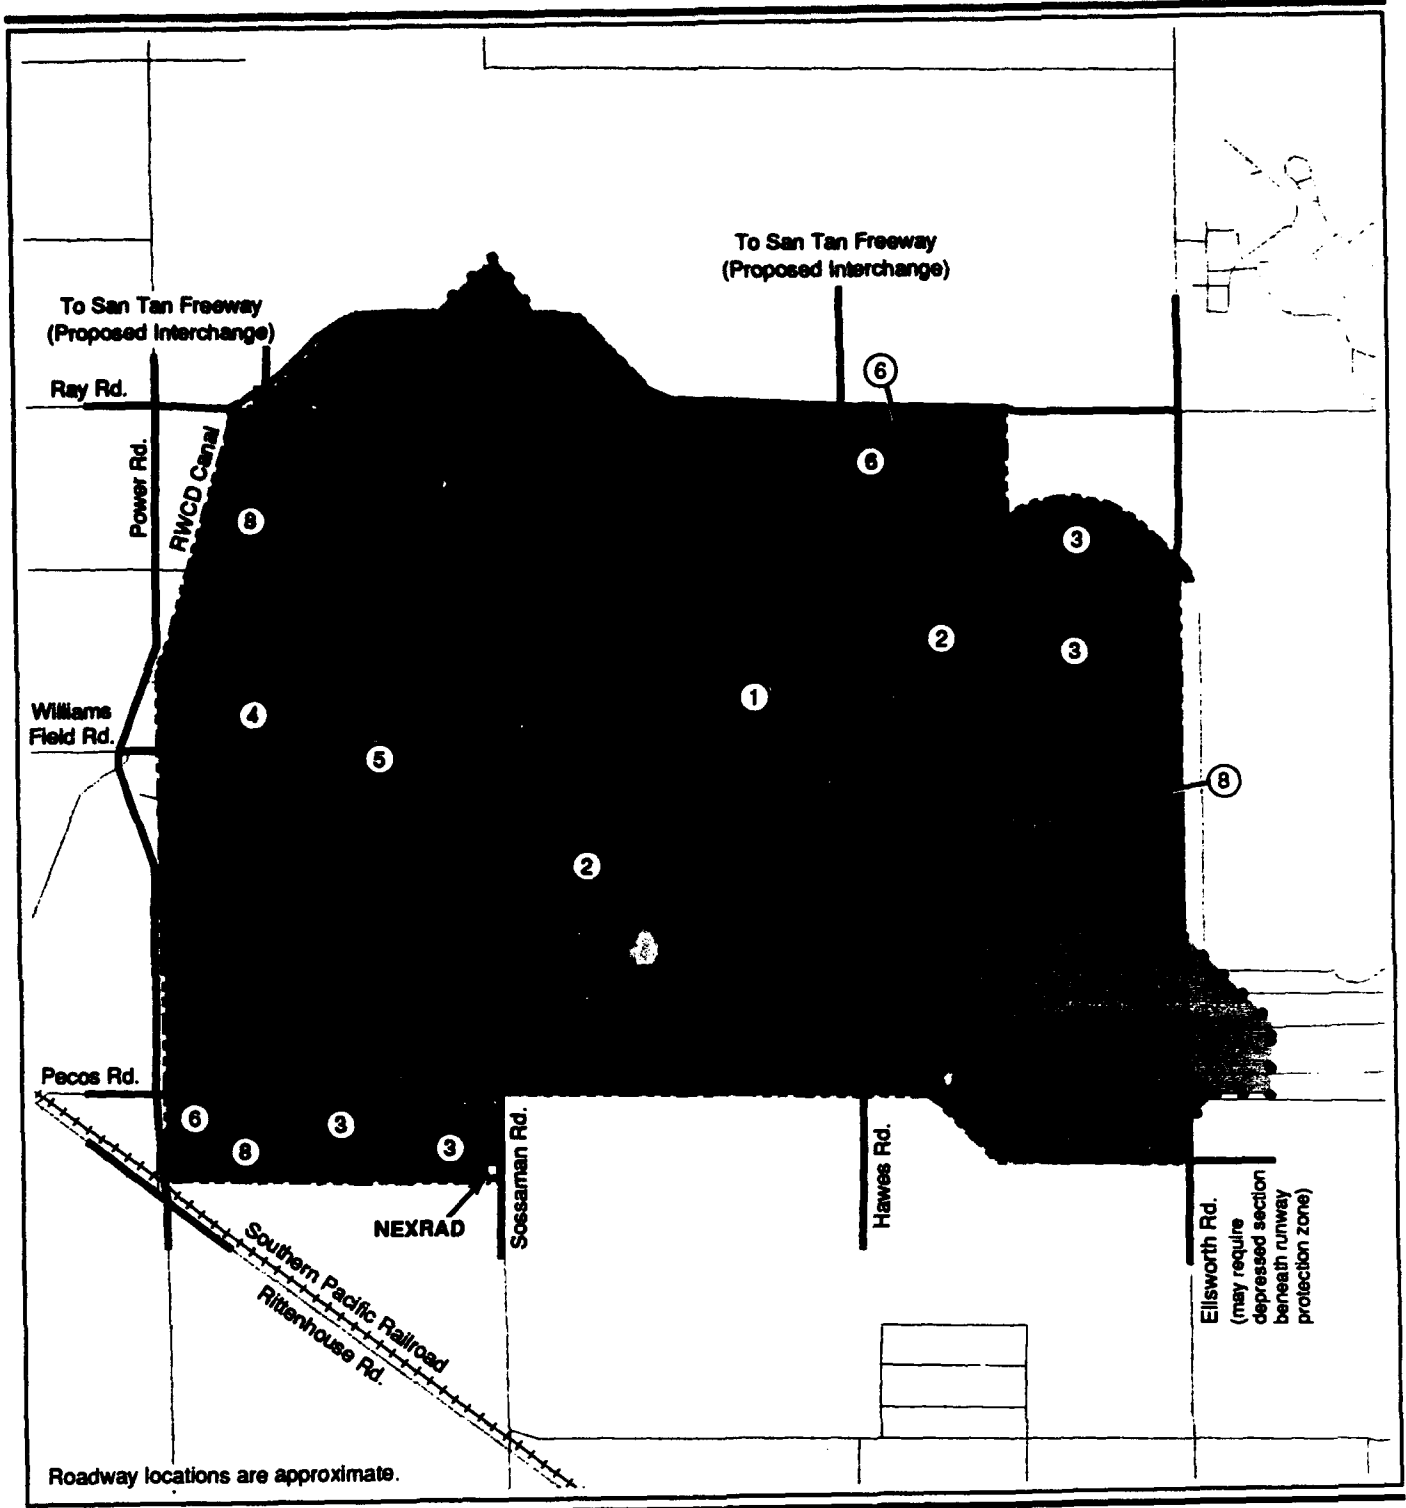 To San Tan Freeway
(Proposed Interchange)
To San Tan Freeway
(Proposed Interchange)
6
Ray Rd.
6
Power Rd.
RWCD Canal
8
3
2
3
1
4
Williams
Field Rd.
5
8
2
Pecos Rd.
6
3
8
3
NEXRAD
Sossaman Rd.
Hawes Rd.
Ellsworth Rd.
(may require
depressed section
beneath runway
protection zone)
Southern Pacific Railroad
Rittenhouse Rd.
Roadway locations are approximate.